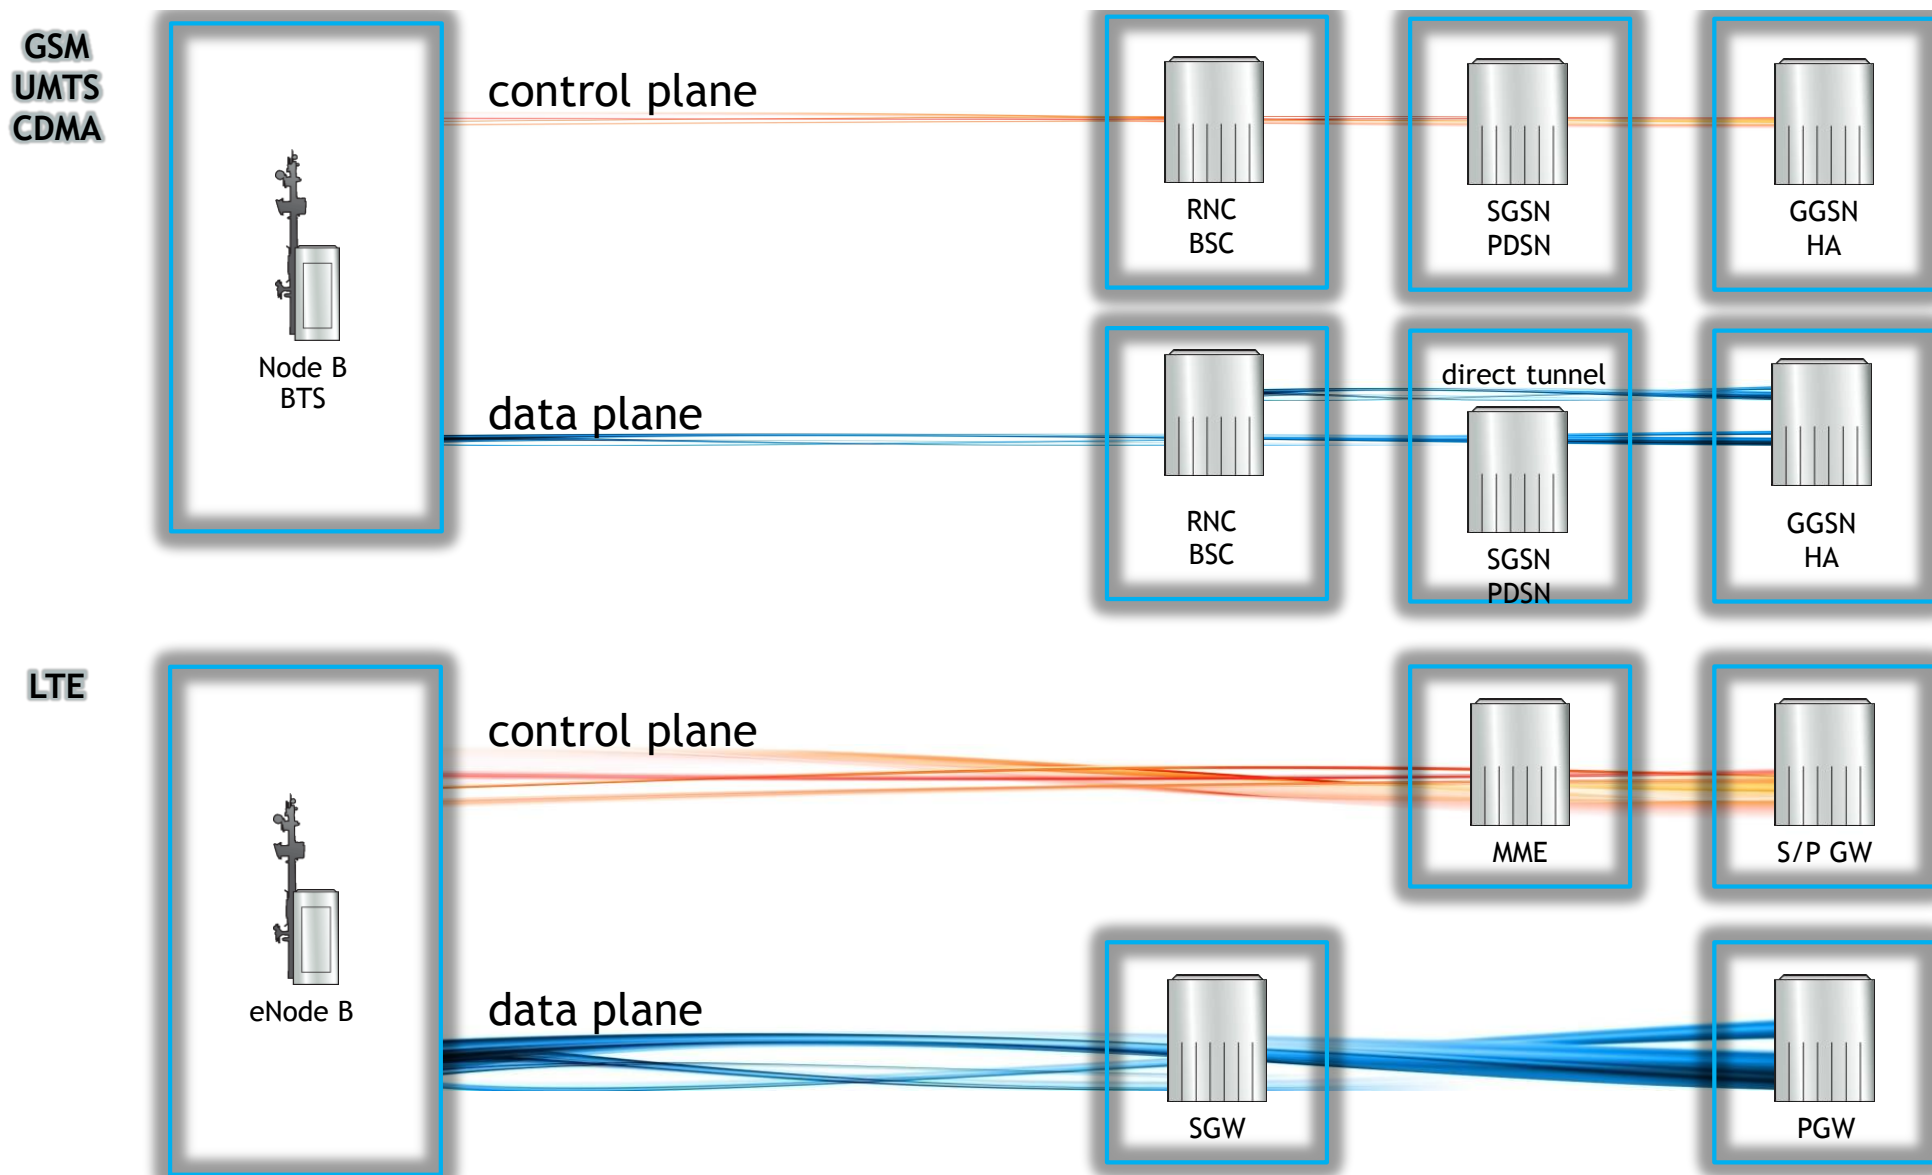 GSM
UMTS
CDMA
control plane
RNC
BSC
SGSN
PDSN
GGSN
HA
Node B
BTS
data plane
direct tunnel
RNC
BSC
SGSN
PDSN
GGSN
HA
LTE
control plane
MME
S/P GW
eNode B
data plane
SGW
PGW